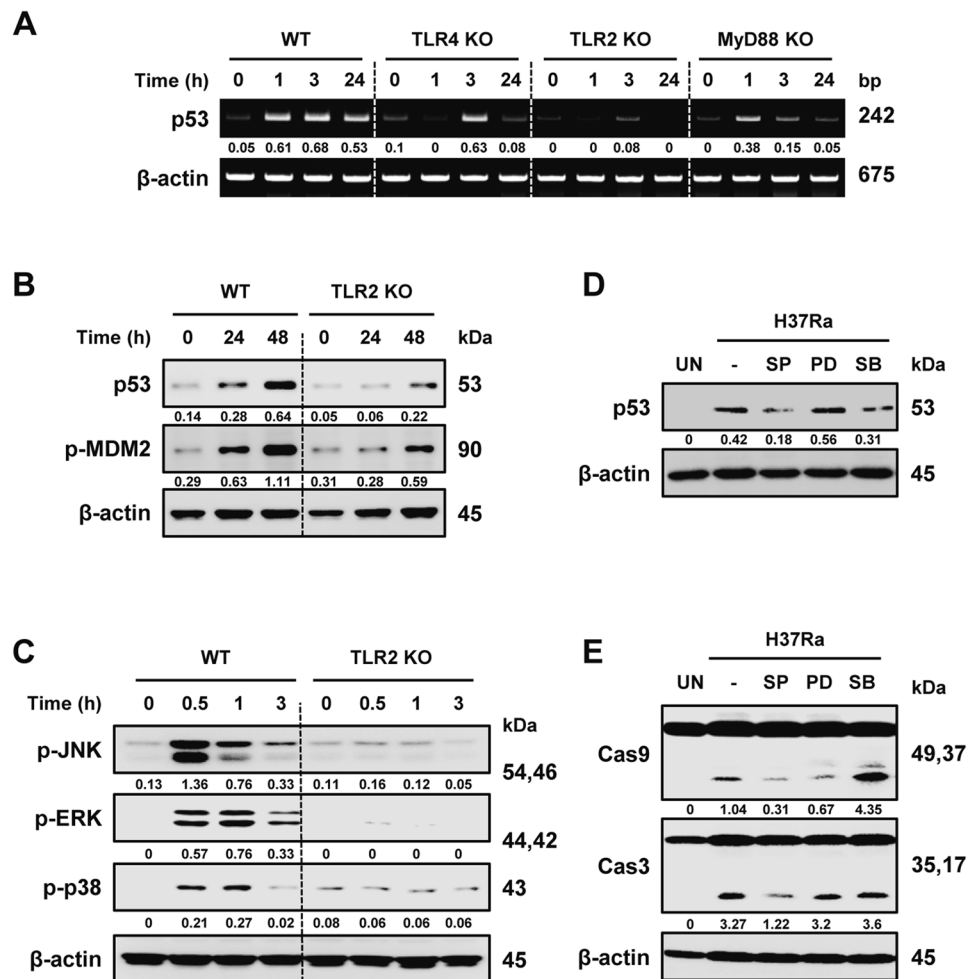 A
WT TLR4 KO TLR2 KO MyD88 KO
Time (h) 0 1 3 24 0 1 3 24 0 1 3 24 0 1 3 24 bp
p53 242
0.05 0.61 0.68 0.53 0.1 0 0.63 0.08 0 0 0.08 0 0 0.38 0.15 0.05
β-actin 675
B
WT TLR2 KO
Time (h) 0 24 48 0 24 48 kDa
p53 53
0.14 0.28 0.64 0.05 0.06 0.22
p-MDM2 90
0.29 0.63 1.11 0.31 0.28 0.59
β-actin 45
D
H37Ra
UN - SP PD SB kDa
p53 53
0 0.42 0.18 0.56 0.31
β-actin 45
C
WT TLR2 KO
Time (h) 0 0.5 1 3 0 0.5 1 3
kDa
p-JNK 54,46
0.13 1.36 0.76 0.33 0.11 0.16 0.12 0.05
p-ERK 44,42
0 0.57 0.76 0.33 0 0 0 0
p-p38 43
0 0.21 0.27 0.02 0.08 0.06 0.06 0.06
β-actin 45
E
H37Ra
UN - SP PD SB kDa
Cas9 49,37
0 1.04 0.31 0.67 4.35
Cas3 35,17
0 3.27 1.22 3.2 3.6
β-actin 45